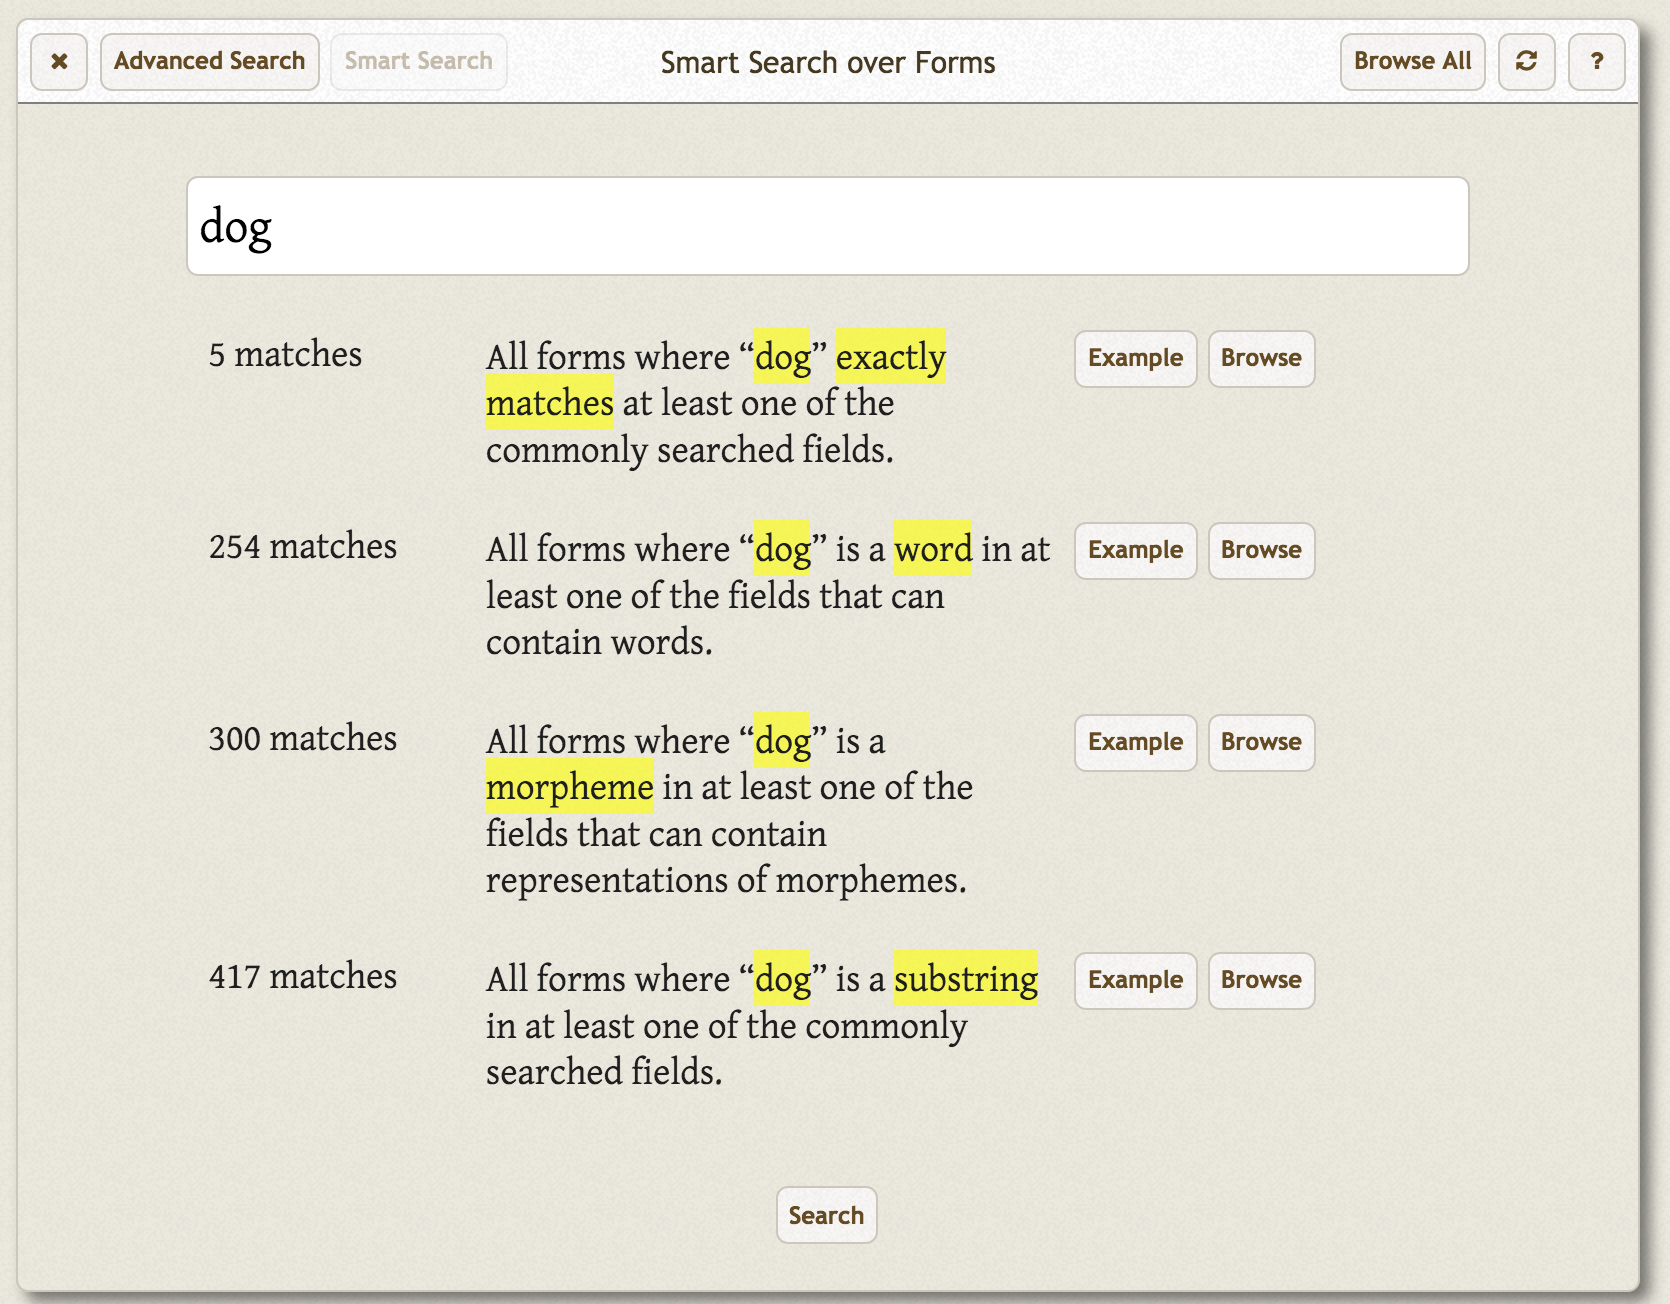 Advanced Search Smart Search Smart Search over Forms Browse All ?
dog
5 matches All forms where “dog” exactly Example Browse
matches at least one of the
commonly searched fields.
254 matches All forms where “dog” is a word in at Example Browse
least one of the fields that can
contain words.
300 matches All forms where “dog” is a Example Browse
morpheme in at least one of the
fields that can contain
representations of morphemes.
417 matches All forms where “dog” is a substring Example Browse
in at least one of the commonly
searched fields.
Search